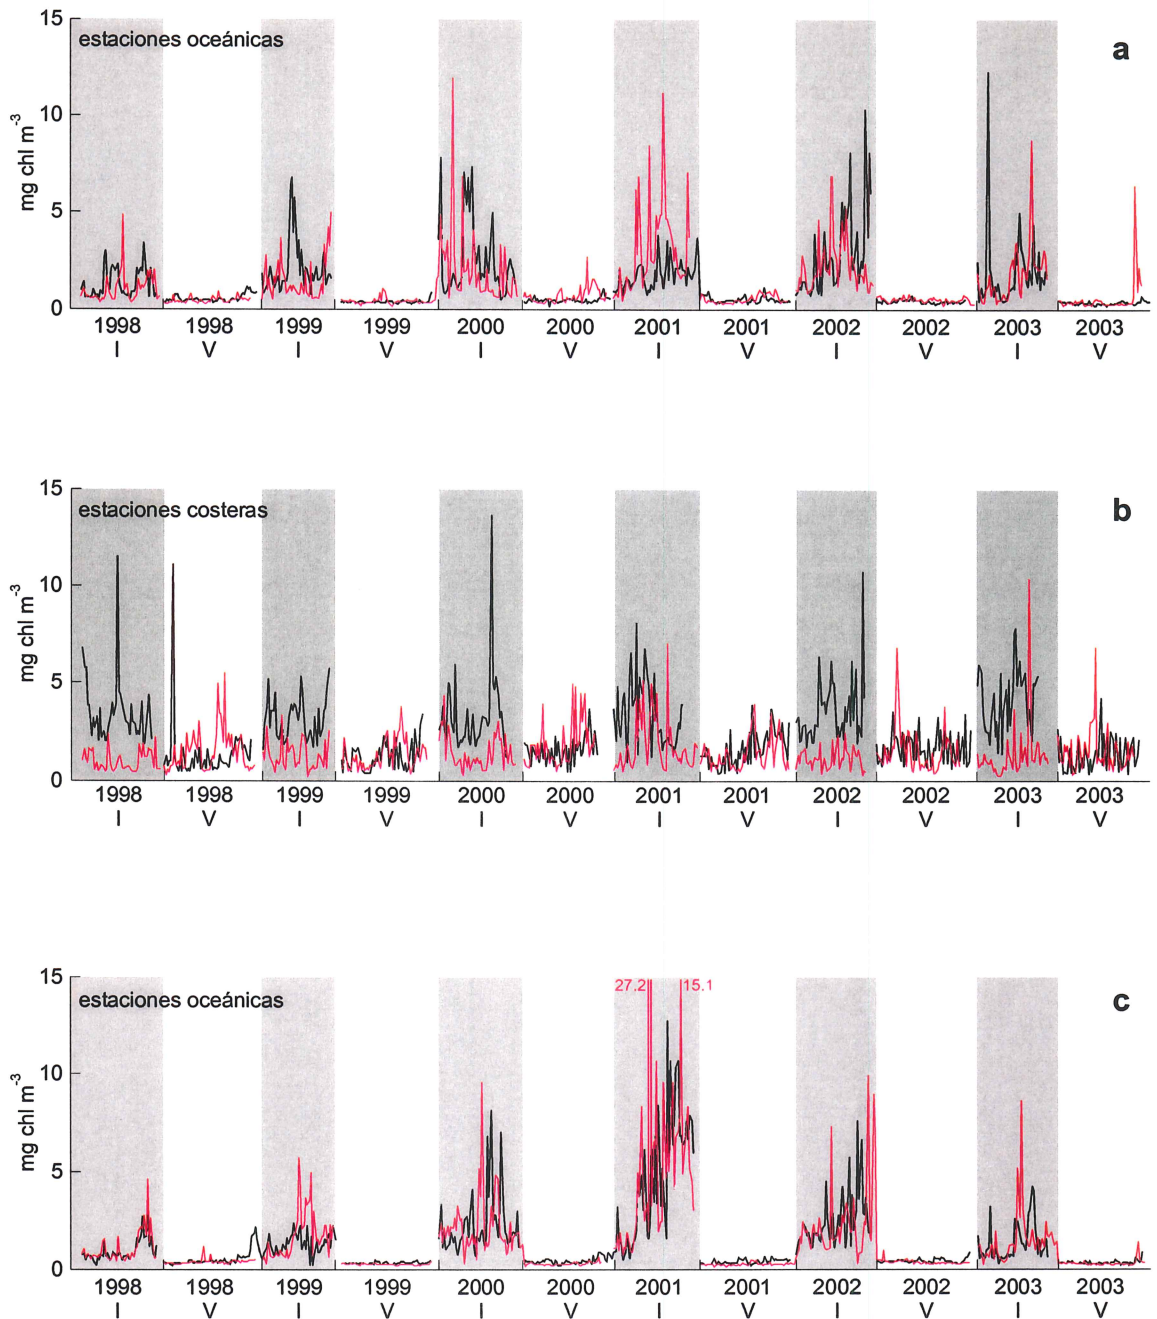 15
estaciones oceánicas
a
10
mg chl m-3
5
0
1998 1998 1999 1999 2000 2000 2001 2001 2002 2002 2003 2003
I V I V I V I V I V I V
15
estaciones costeras
b
10
mg chl m-3
5
0
1998 1998 1999 1999 2000 2000 2001 2001 2002 2002 2003 2003
I V I V I V I V I V I V
15
27.2 15.1
estaciones oceánicas
c
10
mg chl m-3
5
0
1998 1998 1999 1999 2000 2000 2001 2001 2002 2002 2003 2003
I V I V I V I V I V I V